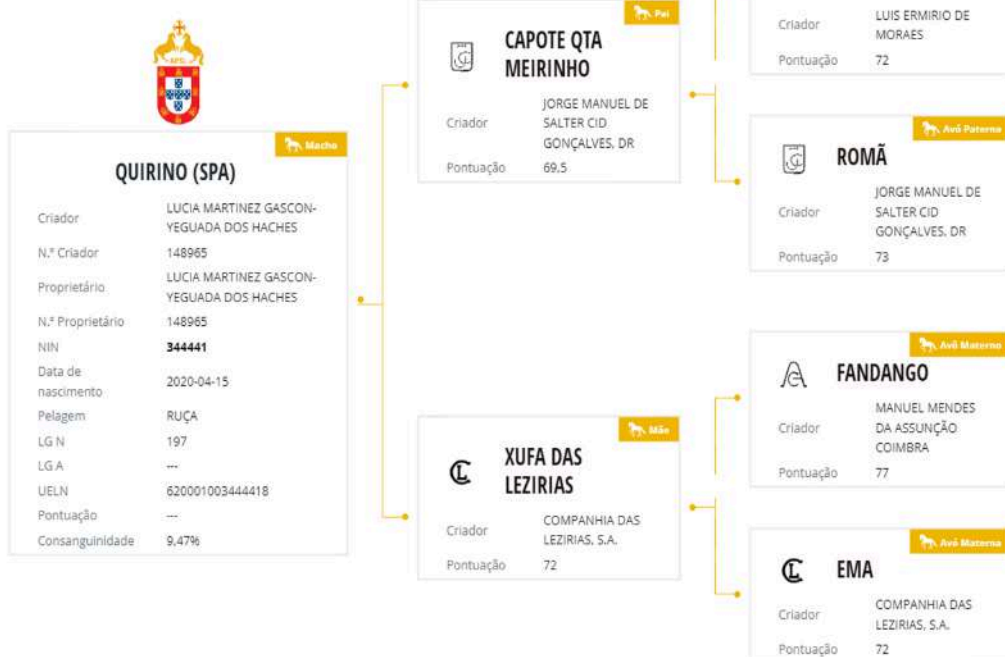 Macho
QUIRINO (SPA)
Criador
LUCIA MARTINEZ GASCON-
YEGUADA DOS HACHES
N.º Criador
148965
Proprietário
LUCIA MARTINEZ GASCON-
YEGUADA DOS HACHES
N.º Proprietário
148965
NIN
344441
Data de
nascimento
2020-04-15
Pelagem
RUÇA
LG N
197
LG A
---
UELN
620001003444418
Pontuação
---
Consanguinidade
9,47%
Pai
CAPOTE QTA
MEIRINHO
Criador
JORGE MANUEL DE
SALTER CID
GONÇALVES, DR
Pontuação
69.5
Mãe
XUFA DAS
LEZIRIAS
Criador
COMPANHIA DAS
LEZIRIAS, S.A.
Pontuação
72
Criador
LUIS ERMIRIO DE
MORAES
Pontuação
72
Avó Paterna
ROMÃ
Criador
JORGE MANUEL DE
SALTER CID
GONÇALVES, DR
Pontuação
73
Avô Materno
FANDANGO
Criador
MANUEL MENDES
DA ASSUNÇÃO
COIMBRA
Pontuação
77
Avó Materna
EMA
Criador
COMPANHIA DAS
LEZIRIAS, S.A.
Pontuação
72